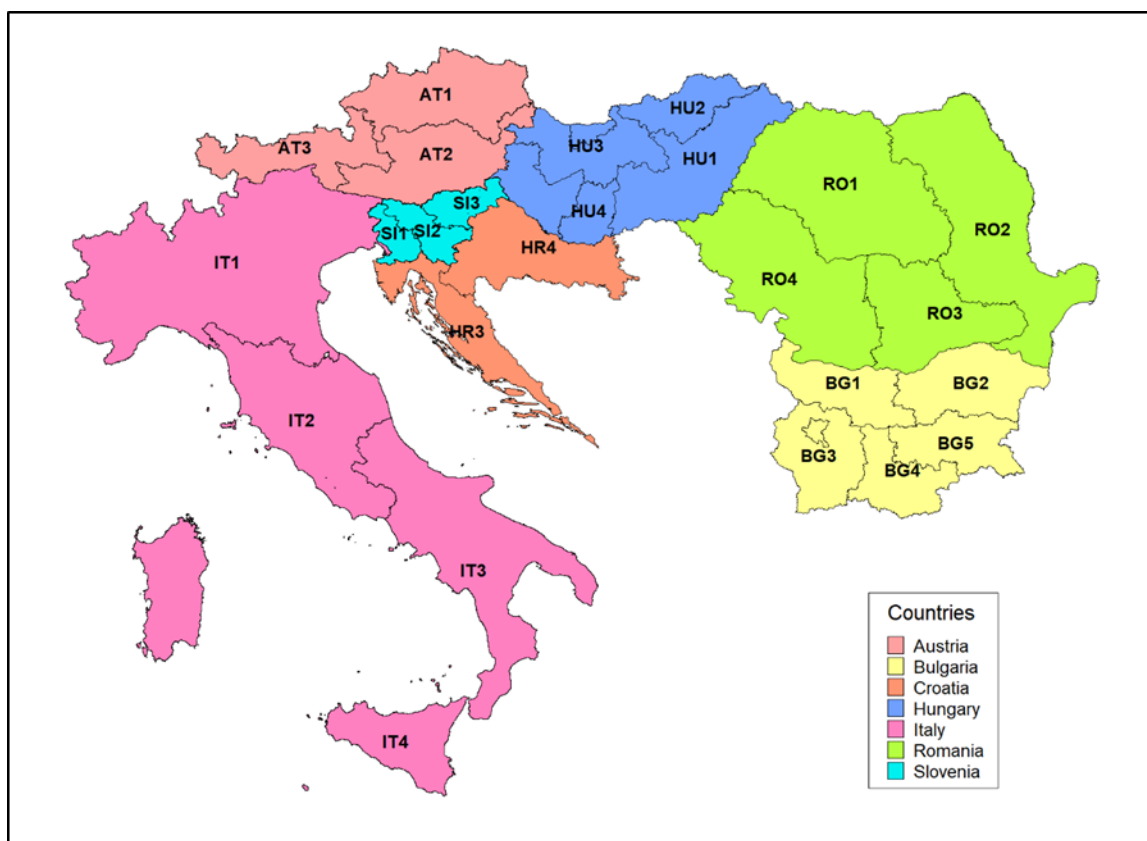 AT1
HU2
AT3
AT2
HU3
HU1
RO1
SI3
SI1
SI2
HU4
RO2
HR4
IT1
RO4
RO3
HR3
BG1
BG2
IT2
BG5
BG3
BG4
IT3
IT4
Countries
Austria
Bulgaria
Croatia
Hungary
Italy
Romania
Slovenia